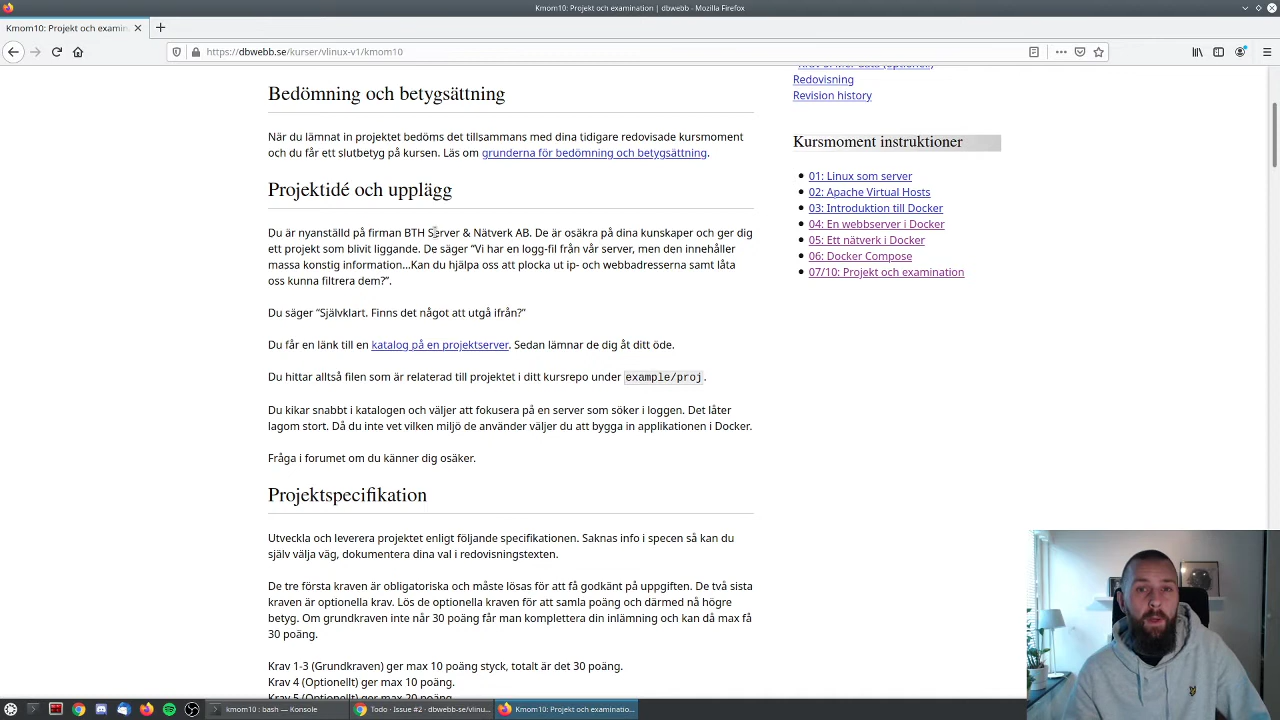 Kmom10: Projekt och examination | dbwebb - Mozilla Firefox
Kmom10: Projekt och examin
https://dbwebb.se/kurser/vlinux-v1/kmom10
Bedömning och betygsättning
När du lämnat in projektet bedöms det tillsammans med dina tidigare redovisade kursmoment
och du får ett slutbetyg på kursen. Läs om grunderna för bedömning och betygsättning.
Projektidé och upplägg
Du är nyanställd på firman BTH Server & Nätverk AB. De är osäkra på dina kunskaper och ger dig
ett projekt som blivit liggande. De säger “Vi har en logg-fil från vår server, men den innehåller
massa konstig information...Kan du hjälpa oss att plocka ut ip- och webbadresserna samt låta
oss kunna filtrera dem?”.
Du säger “Självklart. Finns det något att utgå ifrån?”
Du får en länk till en katalog på en projektserver. Sedan lämnar de dig åt ditt öde.
Du hittar alltså filen som är relaterad till projektet i ditt kursrepo under example/proj.
Du kikar snabbt i katalogen och väljer att fokusera på en server som söker i loggen. Det låter
lagom stort. Då du inte vet vilken miljö de använder väljer du att bygga in applikationen i Docker.
Fråga i forumet om du känner dig osäker.
Projektspecifikation
Utveckla och leverera projektet enligt följande specifikationen. Saknas info i specen så kan du
själv välja väg, dokumentera dina val i redovisningstexten.
De tre första kraven är obligatoriska och måste lösas för att få godkänt på uppgiften. De två sista
kraven är optionella krav. Lös de optionella kraven för att samla poäng och därmed nå högre
betyg. Om grundkraven inte når 30 poäng får man komplettera din inlämning och kan då max få
30 poäng.
Krav 1-3 (Grundkraven) ger max 10 poäng styck, totalt är det 30 poäng.
Krav 4 (Optionellt) ger max 10 poäng.
Krav 5 (Optionellt) ger max 20 poäng.
Redovisning
Revision history
Kursmoment instruktioner
01: Linux som server
02: Apache Virtual Hosts
03: Introduktion till Docker
04: En webbserver i Docker
05: Ett nätverk i Docker
06: Docker Compose
07/10: Projekt och examination
kmom10 : bash — Konsole
Todo · Issue #2 · dbwebb-se/vlinu...
Kmom10: Projekt och examinatio...